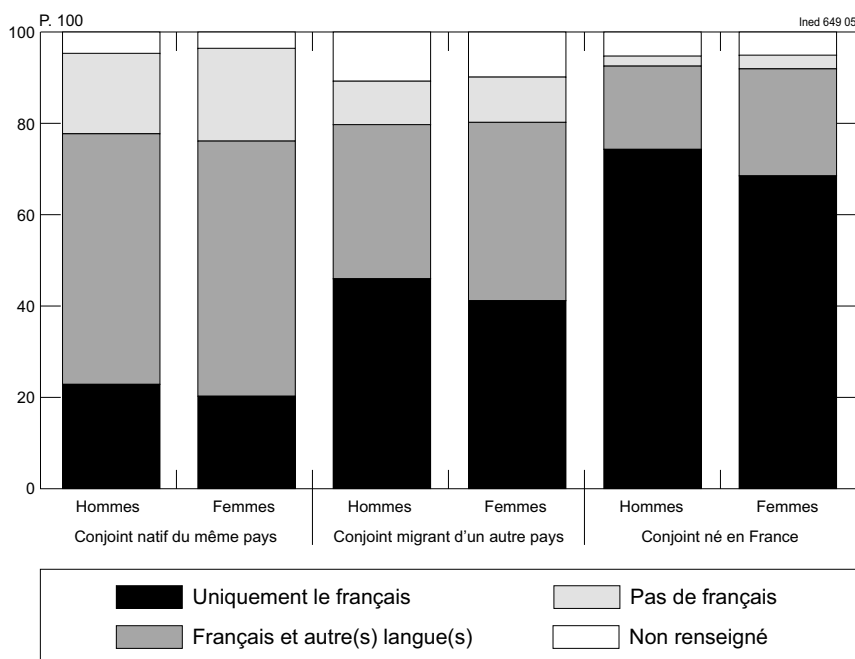 P. 100
Ined 649 05
100
80
60
40
20
0
Hommes Femmes Hommes Femmes Hommes Femmes
Conjoint natif du même pays Conjoint migrant d'un autre pays Conjoint né en France
Uniquement le français Pas de français
Français et autre(s) langue(s) Non renseigné